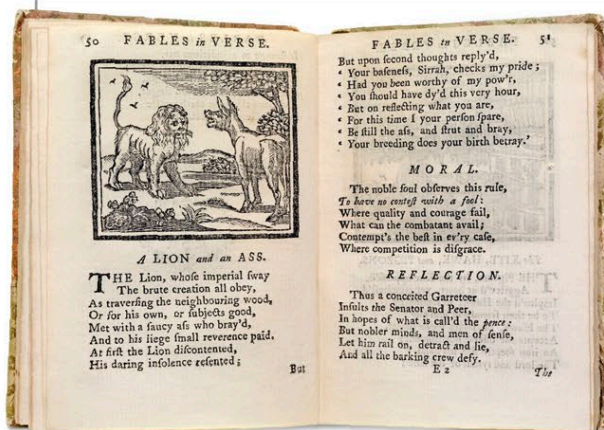 50 FABLES in VERSE.
A LION and an ASS.
THE Lion, whose imperial sway
The brute creation all obey,
As traversing the neighbouring wood,
Or for his own, or subjects good,
Met with a saucy ass who bray'd,
And to his liege small reverence paid.
At first the Lion discontented,
His daring insolence resented;
But
FABLES in VERSE. 51
But upon second thoughts reply'd,
‘ Your baseness, Sirrah, checks my pride;
‘ Had you been worthy of my pow'r,
‘ You should have dy'd this very hour,
‘ But on reflecting what you are,
‘ For this time I your person spare,
‘ Be still the ass, and strut and bray,
‘ Your breeding does your birth betray.’
MORAL.
The noble soul observes this rule,
To have no contest with a fool:
Where quality and courage fail,
What can the combatant avail;
Contempt's the best in ev'ry case,
Where competition is disgrace.
REFLECTION.
Thus a conceited Garreteer
Insults the Senator and Peer,
In hopes of what is call'd the pence:
But nobler minds, and men of sense,
Let him rail on, detract and lie,
And all the barking crew defy.
E 2 The